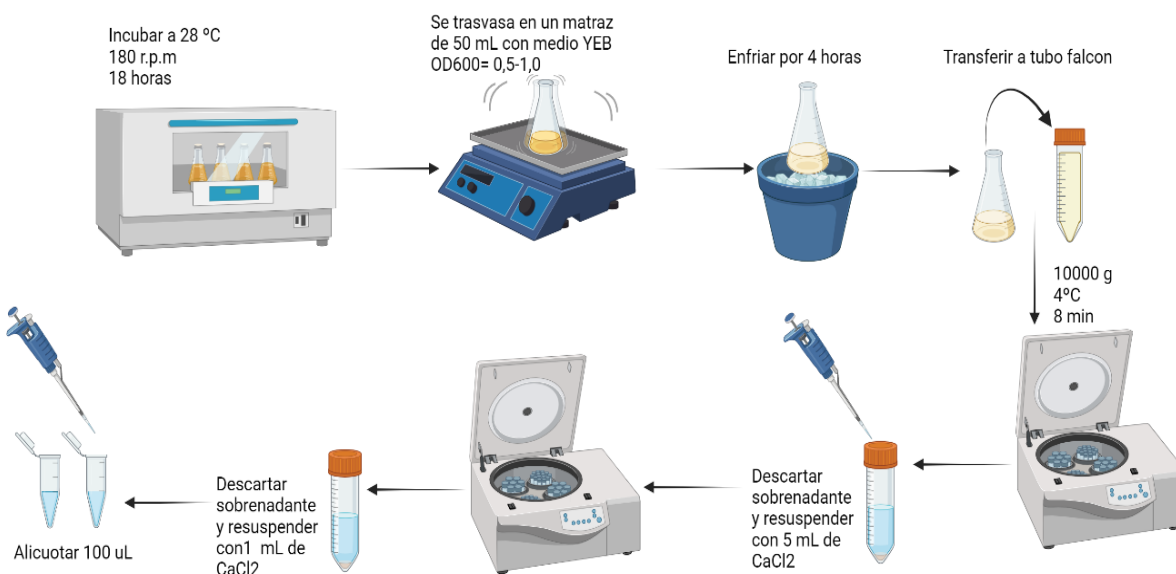 Incubar a 28 ºC
180 r.p.m
18 horas
Se trasvasa en un matraz
de 50 mL con medio YEB
OD600= 0,5-1,0
Enfriar por 4 horas
Transferir a tubo falcon
10000 g
4ºC
8 min
Descartar
sobrenadante
y resuspender
con 5 mL de
CaCl2
Descartar
sobrenadante
y resuspender
con1 mL de
CaCl2
Alicuotar 100 uL